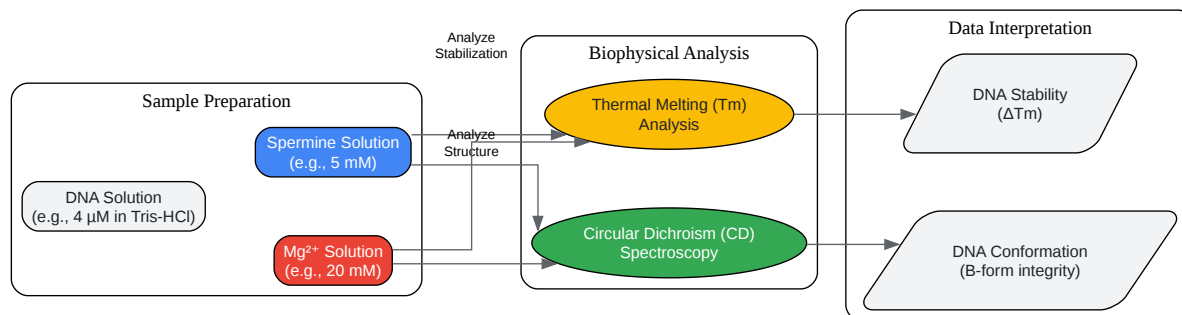 Sample Preparation
DNA Solution
(e.g., 4 µM in Tris-HCl)
Spermine Solution
(e.g., 5 mM)
Mg²⁺ Solution
(e.g., 20 mM)
Analyze
Stabilization
Analyze
Structure
Biophysical Analysis
Thermal Melting (Tm)
Analysis
Circular Dichroism (CD)
Spectroscopy
Data Interpretation
DNA Stability
(ΔTm)
DNA Conformation
(B-form integrity)